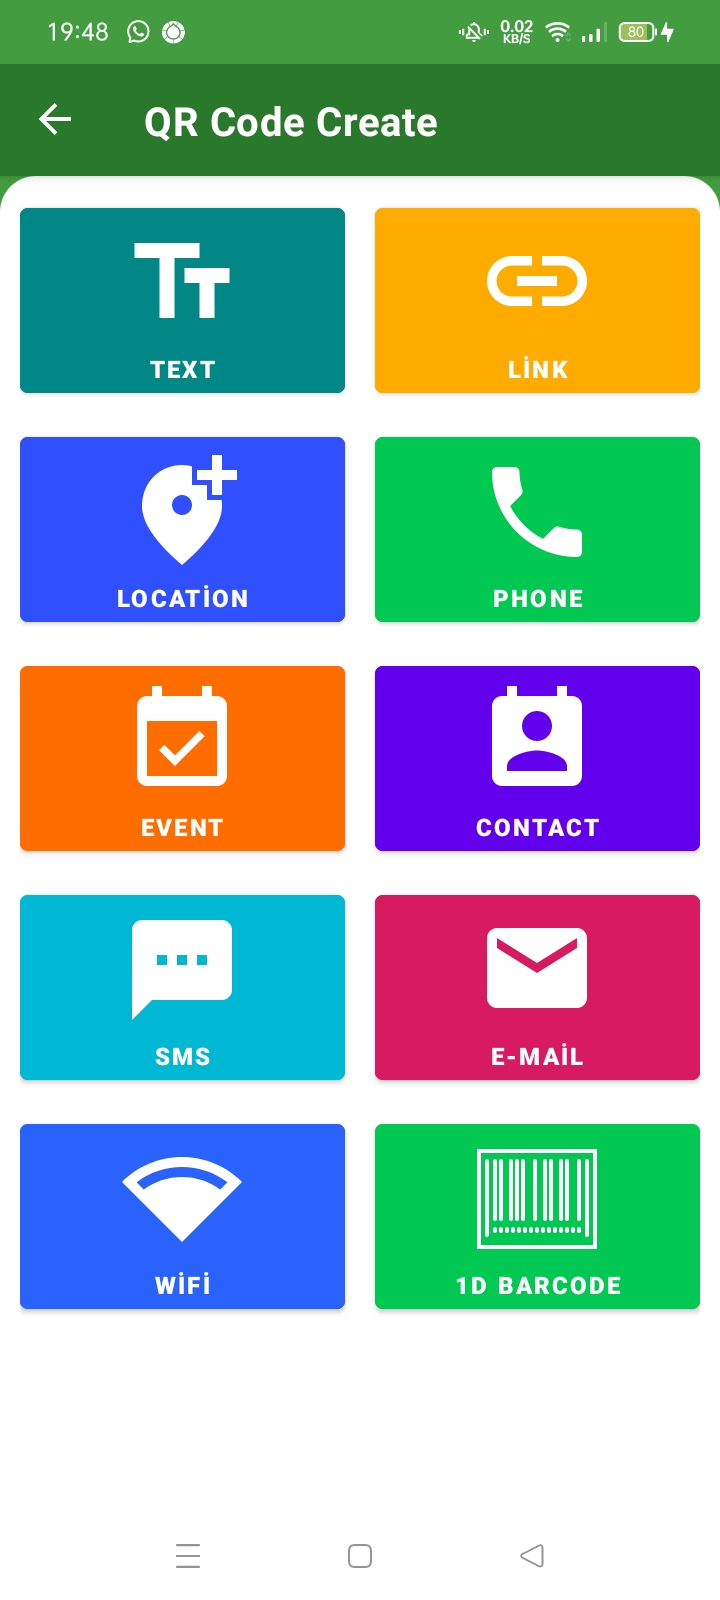 19:48
0.02
KB/S
80
QR Code Create
TEXT
LİNK
LOCATİON
PHONE
EVENT
CONTACT
SMS
E-MAİL
WİFİ
1D BARCODE